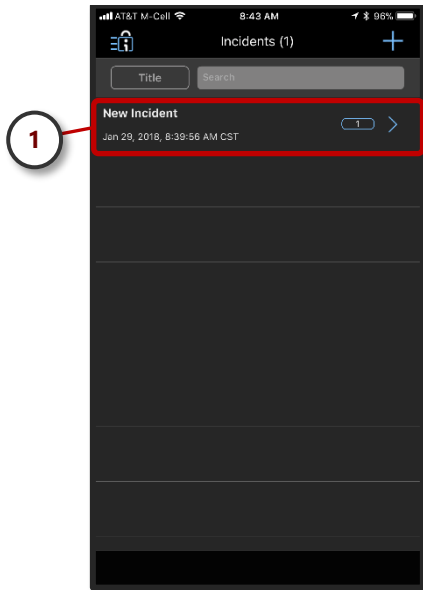 AT&T M-Cell 8:43 AM 96%
Incidents (1)
Title Search
New Incident
1
Jan 29, 2018, 8:39:56 AM CST
1